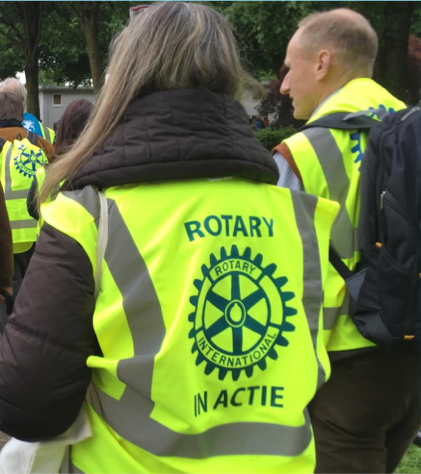 ROTARY
ROTARY
INTERNATIONAL
IN ACTIE